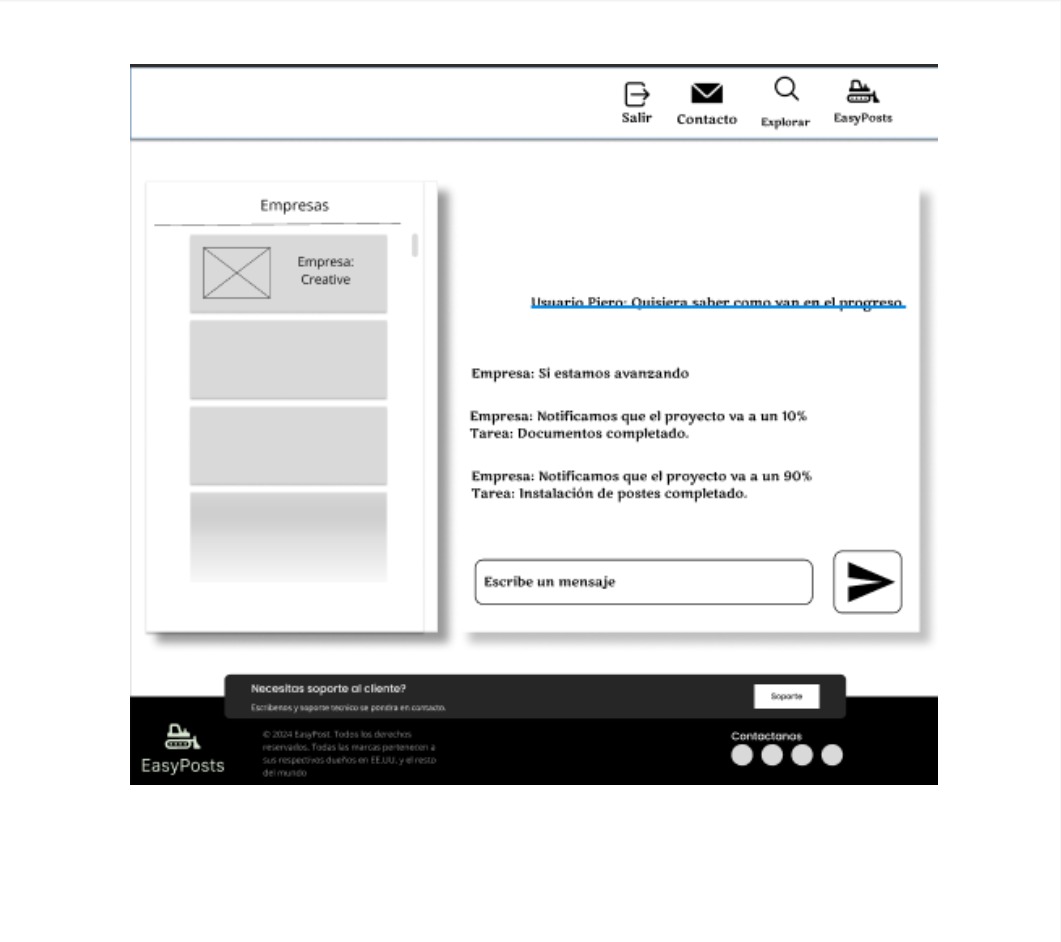 Salir
Contacto
Explorar
EasyPosts
Empresas
Empresa:
Creative
Usuario Piero: Quisiera saber como van en el progreso
Empresa: Si estamos avanzando
Empresa: Notificamos que el proyecto va a un 10%
Tarea: Documentos completado.
Empresa: Notificamos que el proyecto va a un 90%
Tarea: Instalación de postes completado.
Escribe un mensaje
Necesitas soporte al cliente?
Escribenos y soporte tecnico se pondra en contacto.
Soporte
EasyPosts
© 2024 EasyPost. Todos los derechos
reservados. Todas las marcas pertenecen a
sus respectivos dueños en EE.UU. y el resto
del mundo
Contactanos